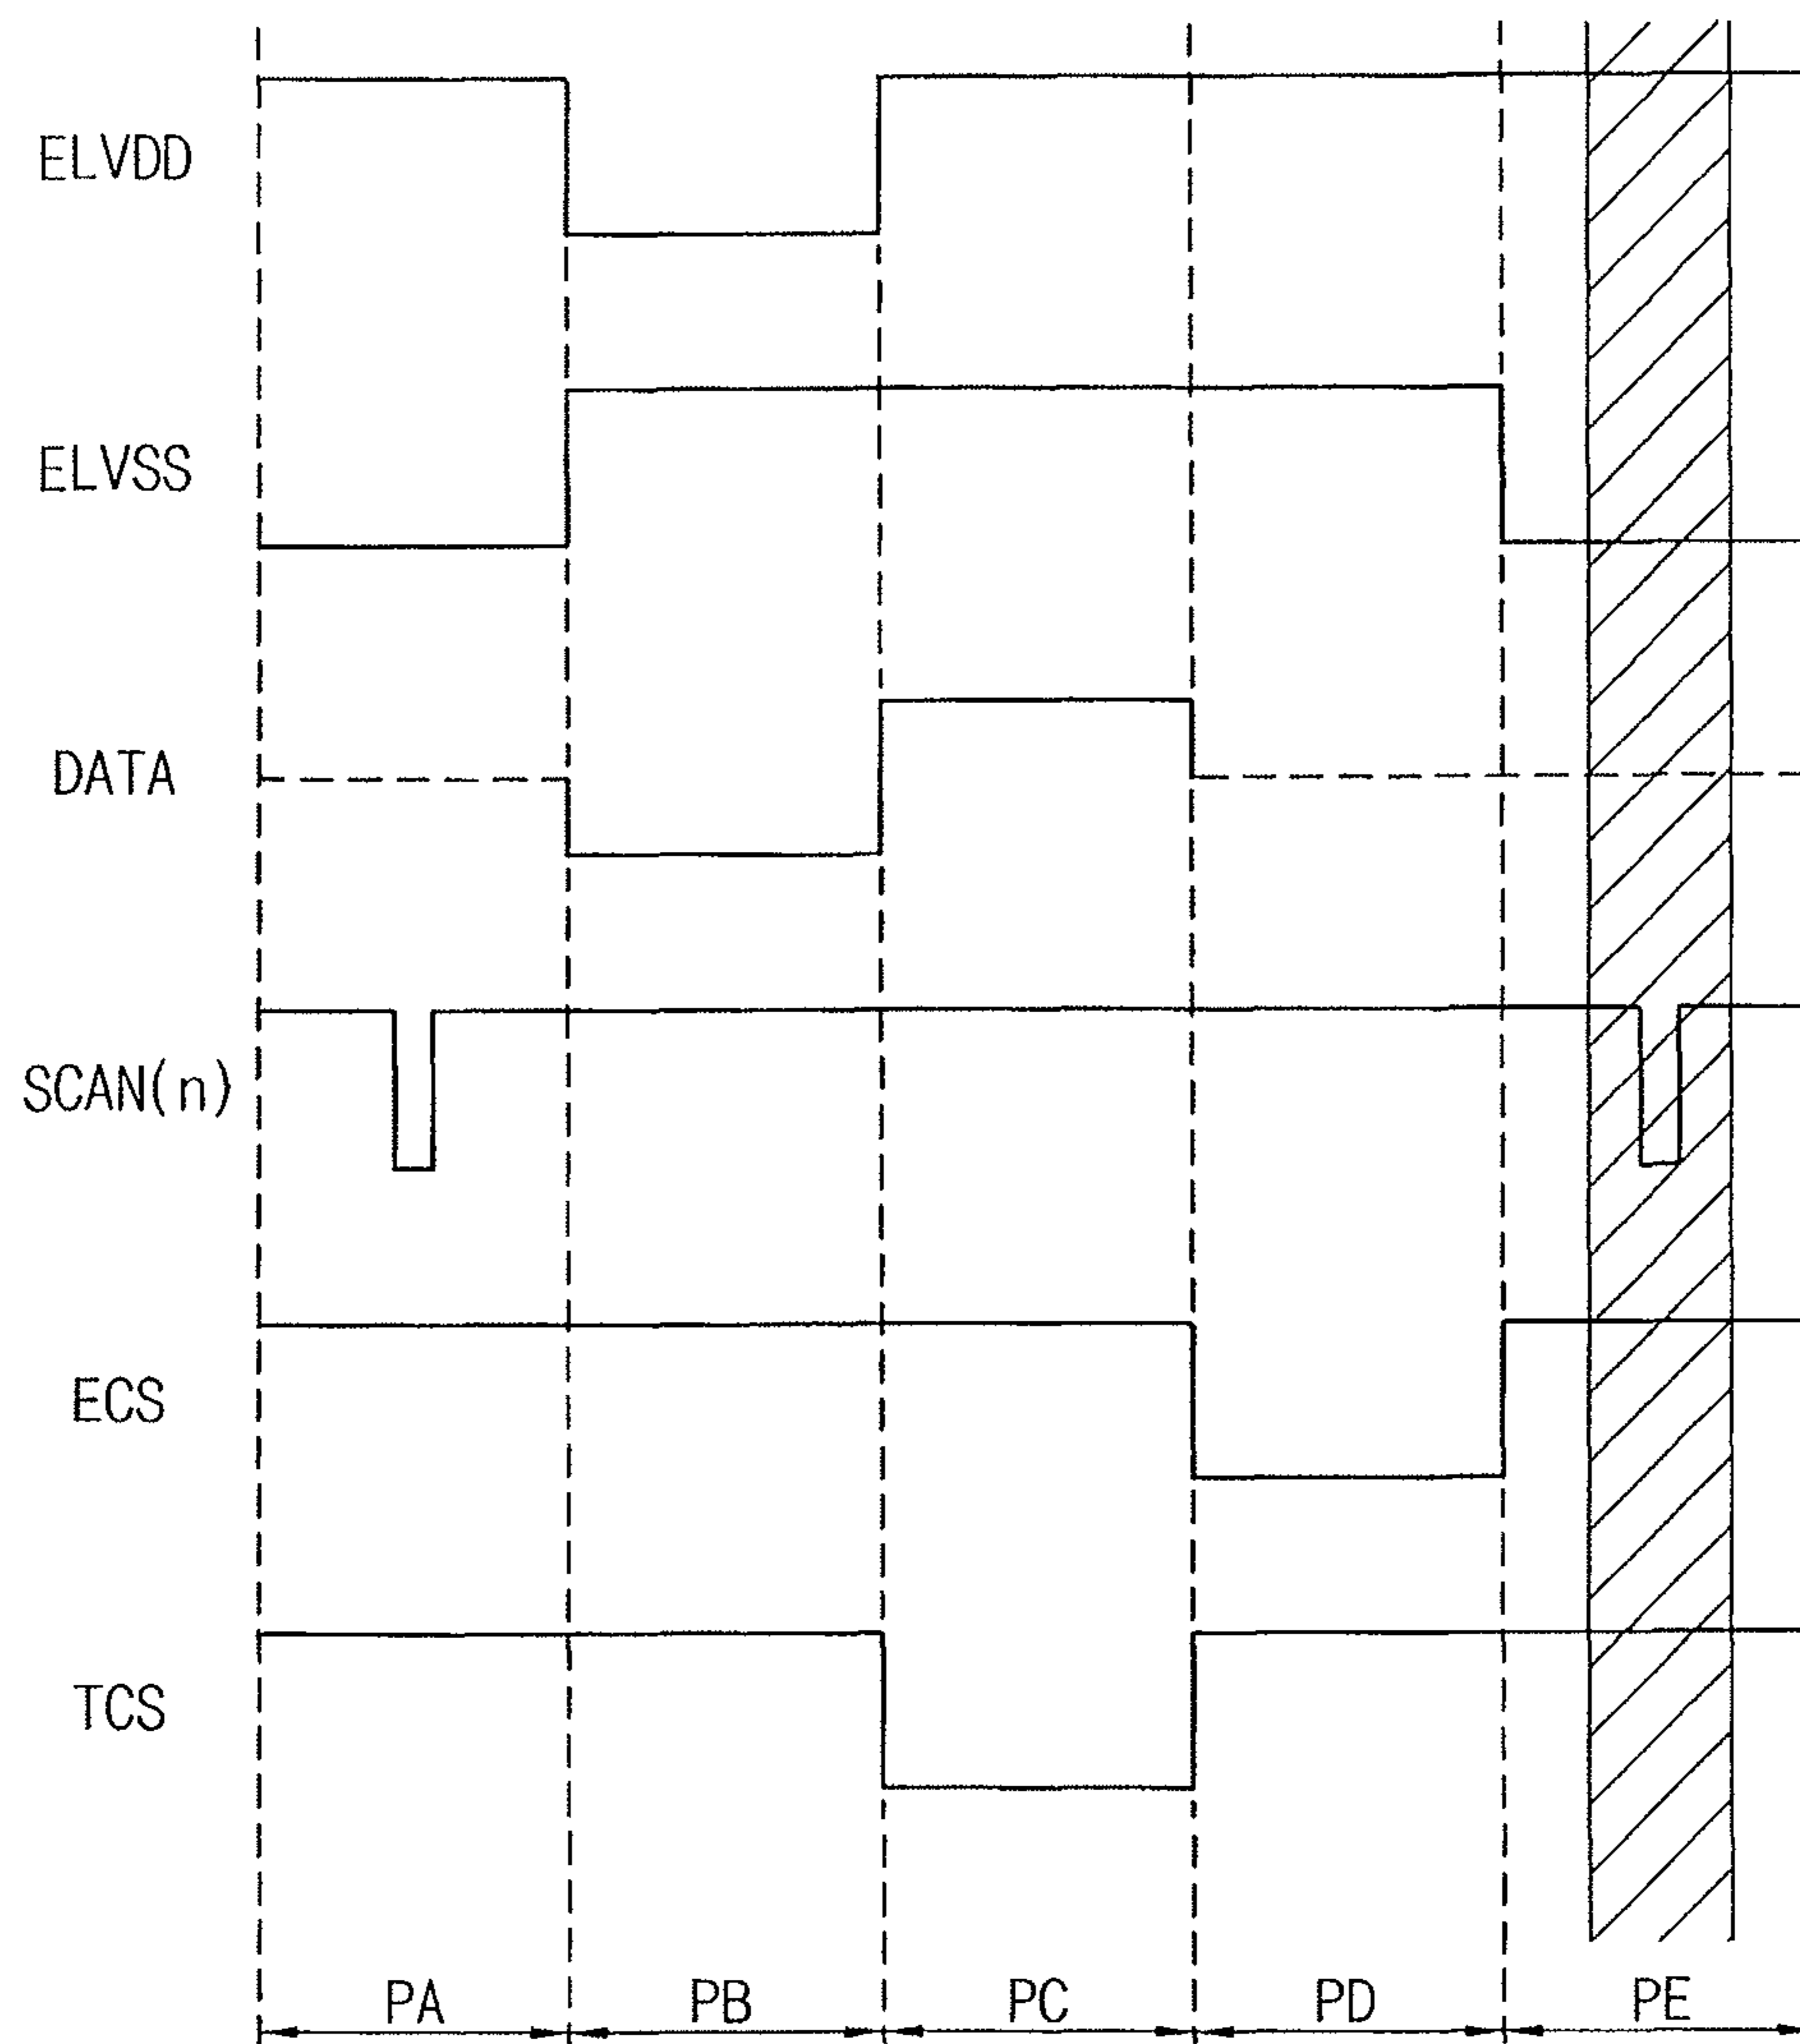 ELVDD
ELVSS
DATA
SCAN(n)
ECS
TCS
PA PB PC PD PE